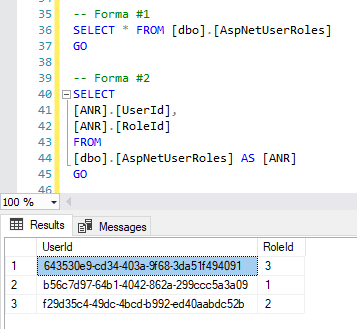 35 -- Forma #1
36 SELECT * FROM [dbo].[AspNetUserRoles]
37 GO
38
39 -- Forma #2
40 SELECT
41 [ANR].[UserId],
42 [ANR].[RoleId]
43 FROM
44 [dbo].[AspNetUserRoles] AS [ANR]
45 GO
46
100 %
Results Messages
UserId RoleId
1 643530e9-cd34-403a-9f68-3da51f494091 3
2 b56c7d97-64b1-4042-862a-299ccc5a3a09 1
3 f29d35c4-49dc-4bcd-b992-ed40aabdc52b 2